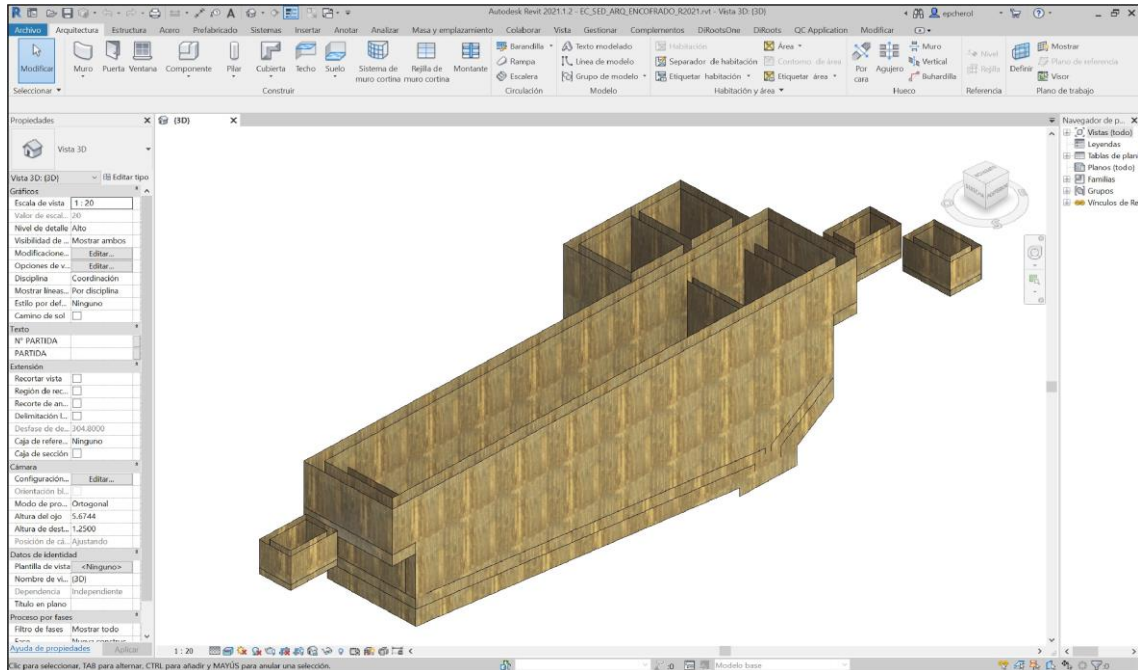 Autodesk Revit 2021.1.2 - EC_SED_ARQ_ENCOFRADO_R2021.rvt - Vista 3D: {3D}
epcherol
Archivo Arquitectura Estructura Acero Prefabricado Sistemas Insertar Anotar Analizar Masa y emplazamiento Colaborar Vista Gestionar Complementos DiRootsOne DiRoots QC Application Modificar
Modificar Muro Puerta Ventana Componente Pilar Cubierta Techo Suelo Sistema de muro cortina Rejilla de muro cortina Montante
Barandilla Texto modelado Habitación Área Muro Nivel Mostrar
Rampa Línea de modelo Separador de habitación Contorno de área Por cara Agujero Vertical Rejilla Definir Plano de referencia
Escalera Grupo de modelo Etiquetar habitación Etiquetar área Buhardilla Visor
Seleccionar Construir Circulación Modelo Habitación y área Hueco Referencia Plano de trabajo
Propiedades
{3D}
Navegador de p...
Vista 3D
Vistas (todo)
Leyendas
Tablas de plani
Planos (todo)
Familias
Grupos
Vínculos de Re
Vista 3D: {3D} Editar tipo
Gráficos
Escala de vista 1 : 20
Valor de escal... 20
Nivel de detalle Alto
Visibilidad de ... Mostrar ambos
Modificacione... Editar...
Opciones de v... Editar...
Disciplina Coordinación
Mostrar líneas... Por disciplina
Estilo por def... Ninguno
Camino de sol
Texto
N° PARTIDA
PARTIDA
Extensión
Recortar vista
Región de rec...
Recorte de an...
Delimitación l...
Desfase de de... 304.8000
Caja de refere... Ninguno
Caja de sección
Cámara
Configuración... Editar...
Orientación bl...
Modo de pro... Ortogonal
Altura del ojo 5.6744
Altura de dest... 1.2500
Posición de cá... Ajustando
Datos de identidad
Plantilla de vista <Ninguno>
Nombre de vi... {3D}
Dependencia Independiente
Título en plano
Proceso por fases
Filtro de fases Mostrar todo
Ayuda de propiedades Aplicar
1 : 20
Clic para seleccionar, TAB para alternar, CTRL para añadir y MAYÚS para anular una selección.
:0
Modelo base
:0